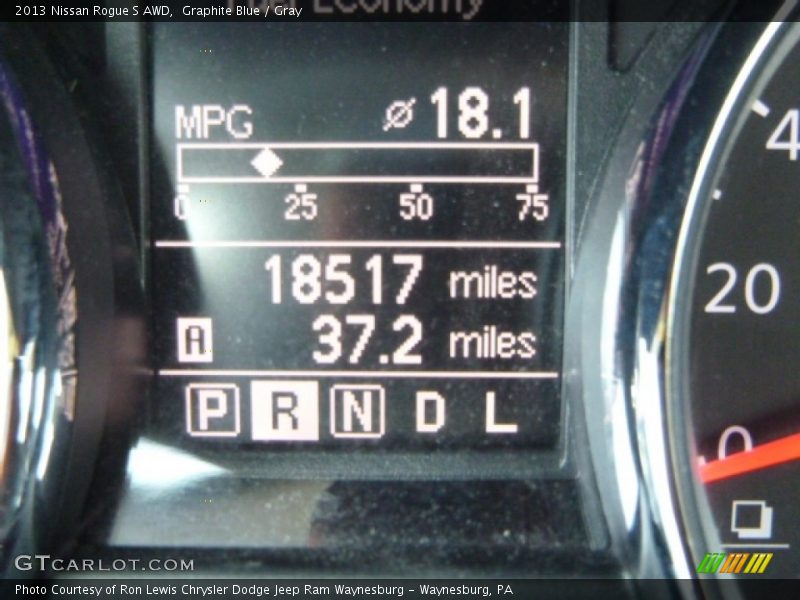 2013 Nissan Rogue S AWD, Graphite Blue / Gray
Economy
MPG ⌀ 18.1
0 25 50 75
18517 miles
A 37.2 miles
P R N D L
4
20
0
GTCARLOT.COM
Photo Courtesy of Ron Lewis Chrysler Dodge Jeep Ram Waynesburg - Waynesburg, PA